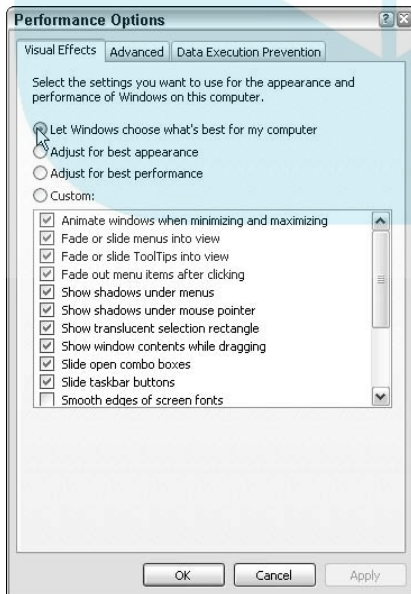 Performance Options
Visual Effects
Advanced
Data Execution Prevention
Select the settings you want to use for the appearance and
performance of Windows on this computer.
Let Windows choose what's best for my computer
Adjust for best appearance
Adjust for best performance
Custom:
Animate windows when minimizing and maximizing
Fade or slide menus into view
Fade or slide ToolTips into view
Fade out menu items after clicking
Show shadows under menus
Show shadows under mouse pointer
Show translucent selection rectangle
Show window contents while dragging
Slide open combo boxes
Slide taskbar buttons
Smooth edges of screen fonts
OK
Cancel
Apply